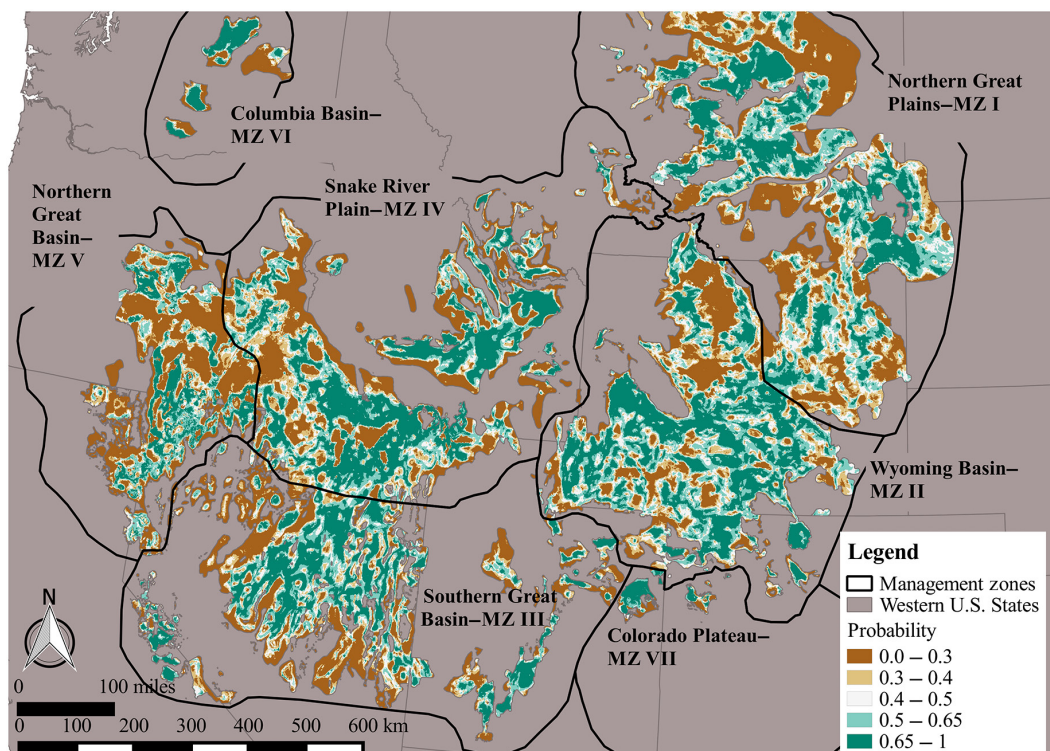 Columbia Basin–
MZ VI
Northern Great
Plains–MZ I
Northern
Great
Basin–
MZ V
Snake River
Plain–MZ IV
Wyoming Basin–
MZ II
Southern Great
Basin–MZ III
Colorado Plateau–
MZ VII
N
0 100 miles
0 100 200 300 400 500 600 km
Legend
Management zones
Western U.S. States
Probability
0.0 – 0.3
0.3 – 0.4
0.4 – 0.5
0.5 – 0.65
0.65 – 1